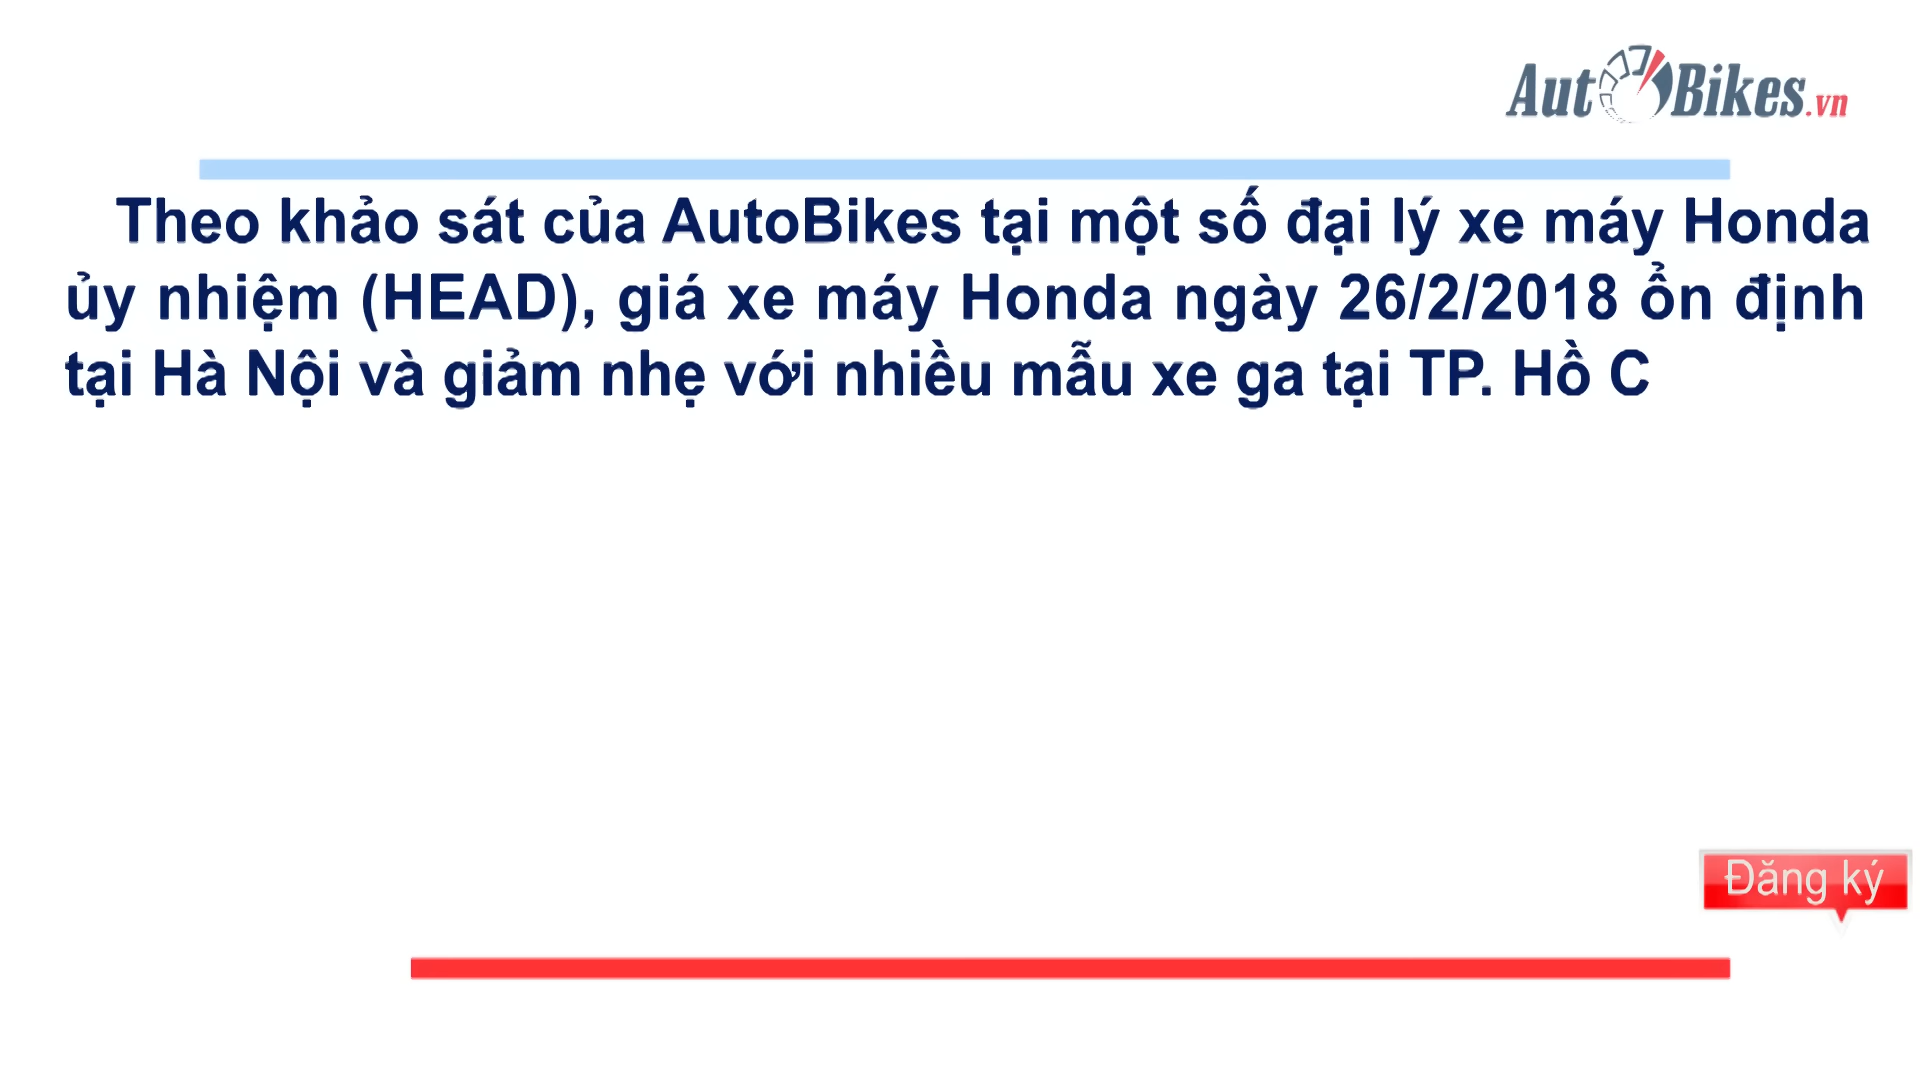 AutoBikes.vn
Theo khảo sát của AutoBikes tại một số đại lý xe máy Honda
ủy nhiệm (HEAD), giá xe máy Honda ngày 26/2/2018 ổn định
tại Hà Nội và giảm nhẹ với nhiều mẫu xe ga tại TP. Hồ C
Đăng ký